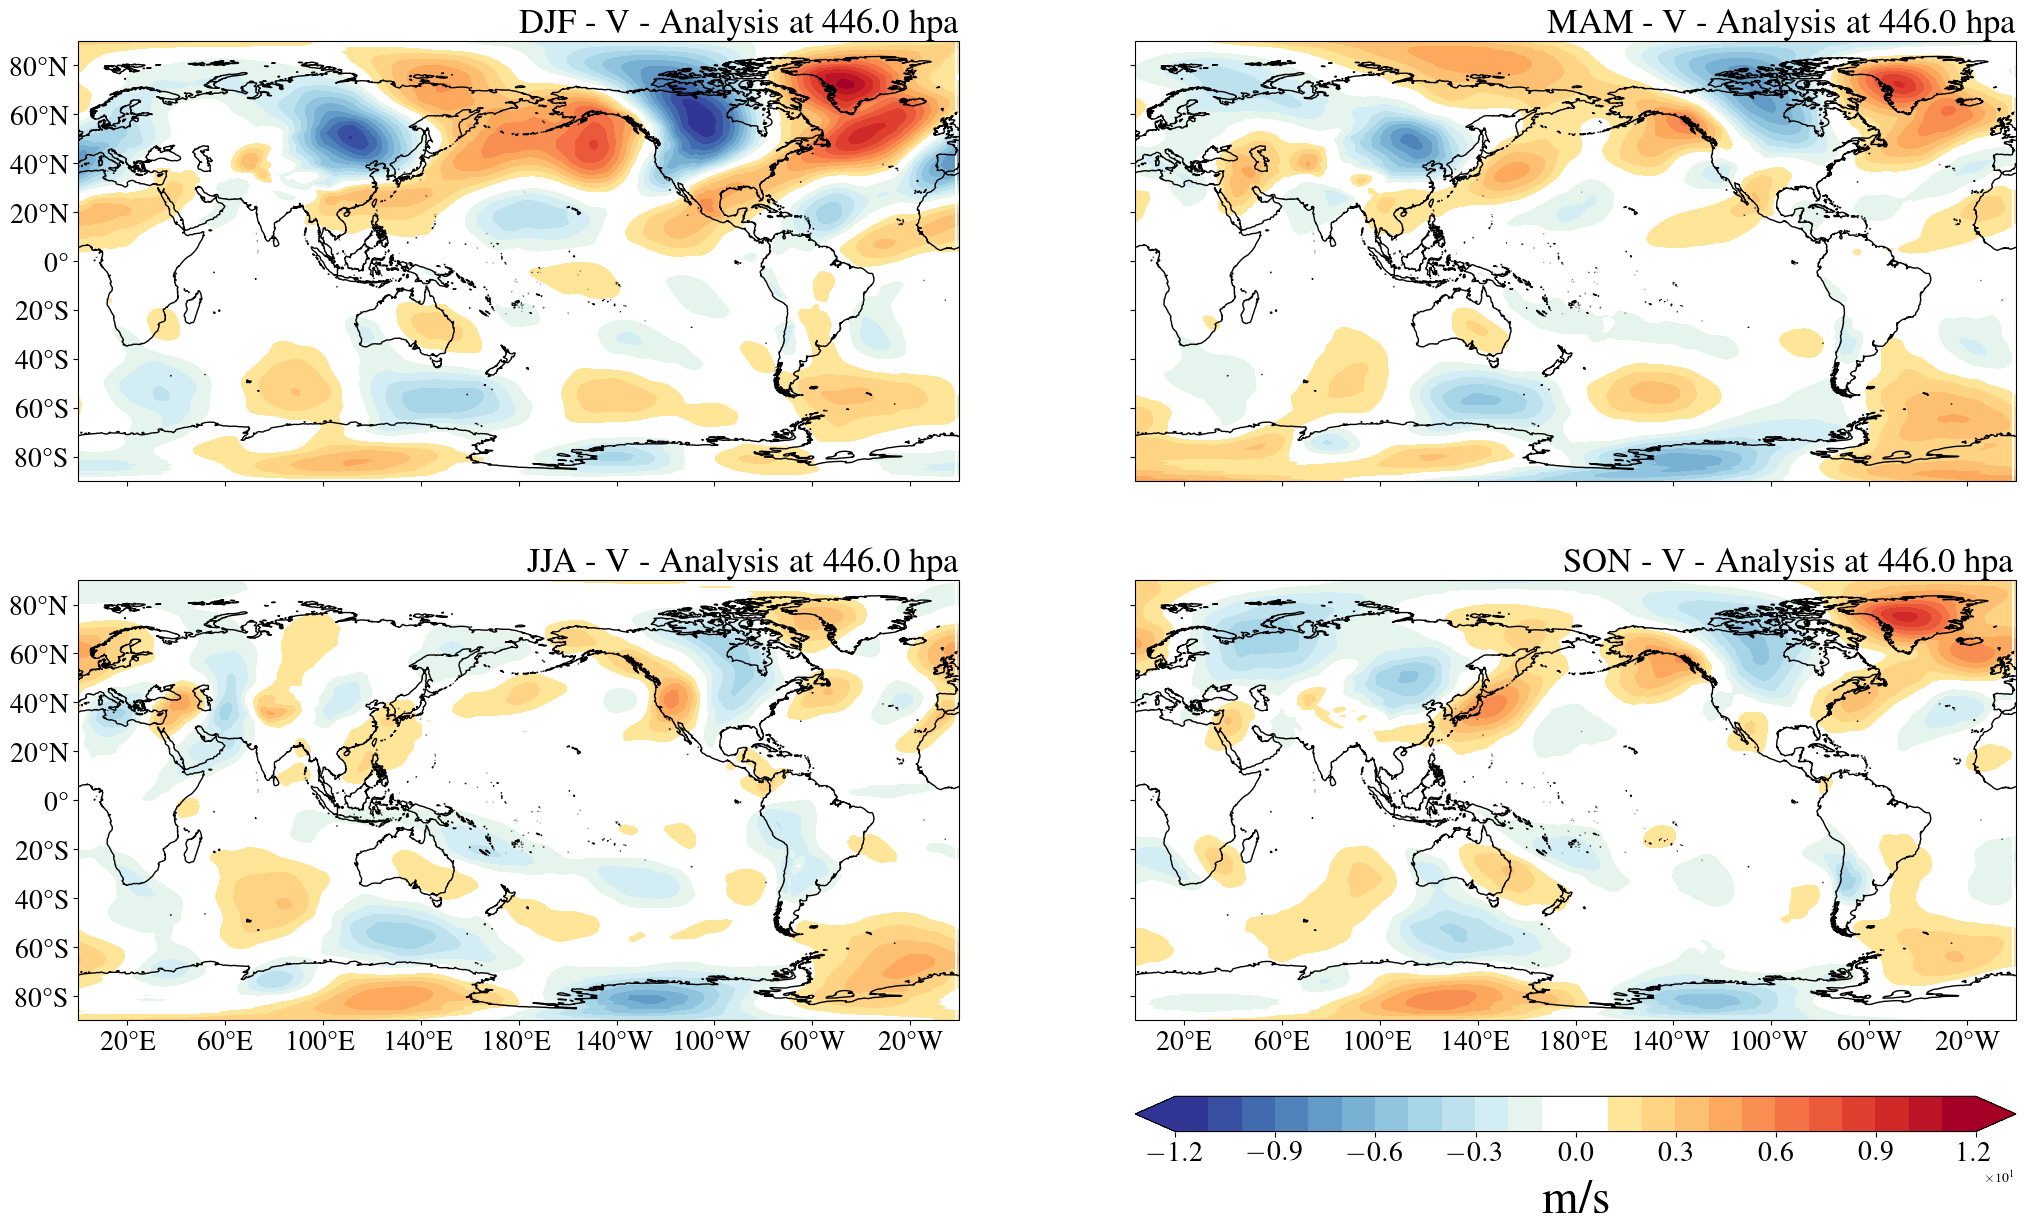 DJF - V - Analysis at 446.0 hpa
MAM - V - Analysis at 446.0 hpa
80°N
60°N
40°N
20°N
0°
20°S
40°S
60°S
80°S
JJA - V - Analysis at 446.0 hpa
SON - V - Analysis at 446.0 hpa
80°N
60°N
40°N
20°N
0°
20°S
40°S
60°S
80°S
20°E 60°E 100°E 140°E 180°E 140°W 100°W 60°W 20°W
20°E 60°E 100°E 140°E 180°E 140°W 100°W 60°W 20°W
−1.2 −0.9 −0.6 −0.3 0.0 0.3 0.6 0.9 1.2
×10¹
m/s